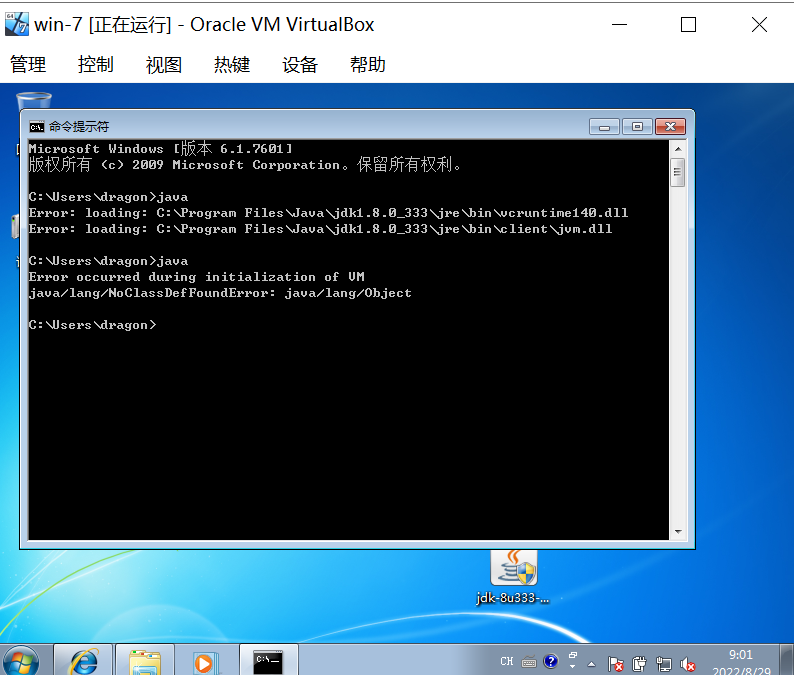 win-7 [正在运行] - Oracle VM VirtualBox
管理 控制 视图 热键 设备 帮助
命令提示符
Microsoft Windows [版本 6.1.7601]
版权所有 (c) 2009 Microsoft Corporation。保留所有权利。
C:\Users\dragon>java
Error: loading: C:\Program Files\Java\jdk1.8.0_333\jre\bin\vcruntime140.dll
Error: loading: C:\Program Files\Java\jdk1.8.0_333\jre\bin\client\jvm.dll
C:\Users\dragon>java
Error occurred during initialization of VM
java/lang/NoClassDefFoundError: java/lang/Object
C:\Users\dragon>
jdk-8u333-...
CH
9:01
2022/8/29